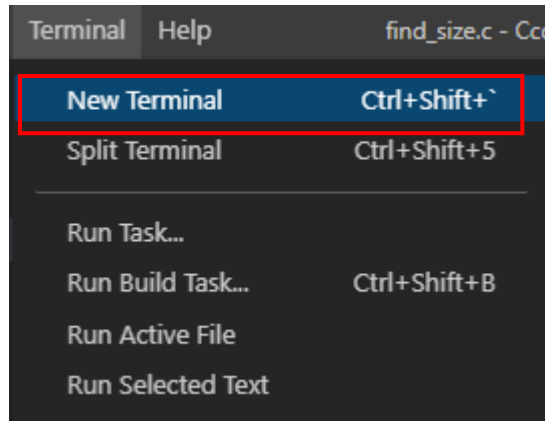 Terminal Help find_size.c - Cc
New Terminal Ctrl+Shift+`
Split Terminal Ctrl+Shift+5
Run Task...
Run Build Task... Ctrl+Shift+B
Run Active File
Run Selected Text